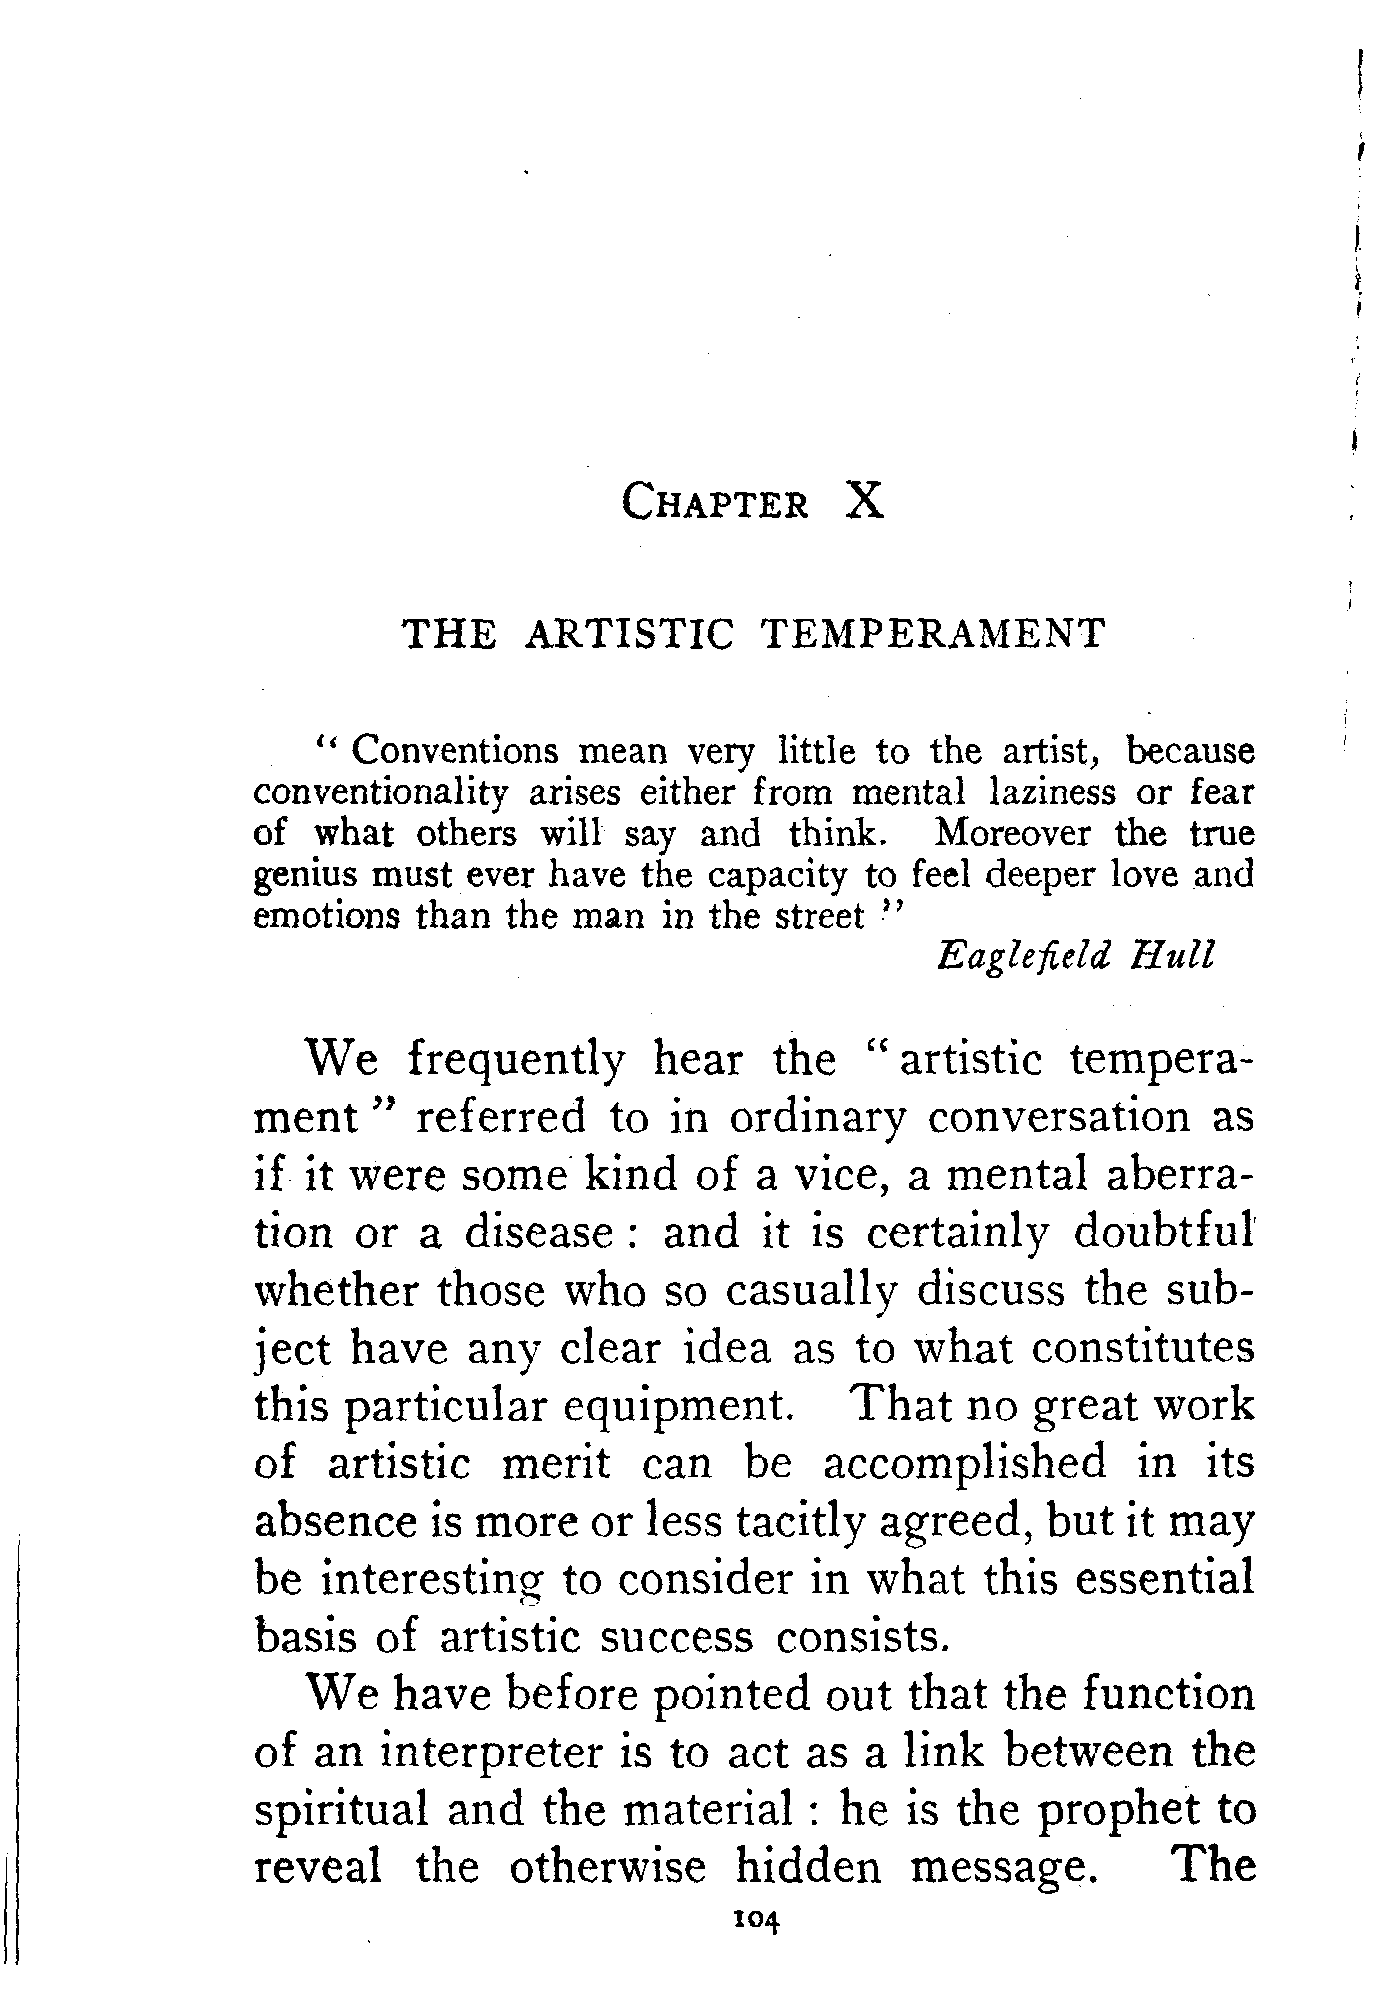 CHAPTER X
THE ARTISTIC TEMPERAMENT
“ Conventions mean very little to the artist, because
conventionality arises either from mental laziness or fear
of what others will say and think. Moreover the true
genius must ever have the capacity to feel deeper love and
emotions than the man in the street ”
Eaglefield Hull
We frequently hear the “ artistic tempera-
ment ” referred to in ordinary conversation as
if it were some kind of a vice, a mental aberra-
tion or a disease : and it is certainly doubtful
whether those who so casually discuss the sub-
ject have any clear idea as to what constitutes
this particular equipment. That no great work
of artistic merit can be accomplished in its
absence is more or less tacitly agreed, but it may
be interesting to consider in what this essential
basis of artistic success consists.
We have before pointed out that the function
of an interpreter is to act as a link between the
spiritual and the material : he is the prophet to
reveal the otherwise hidden message. The
104